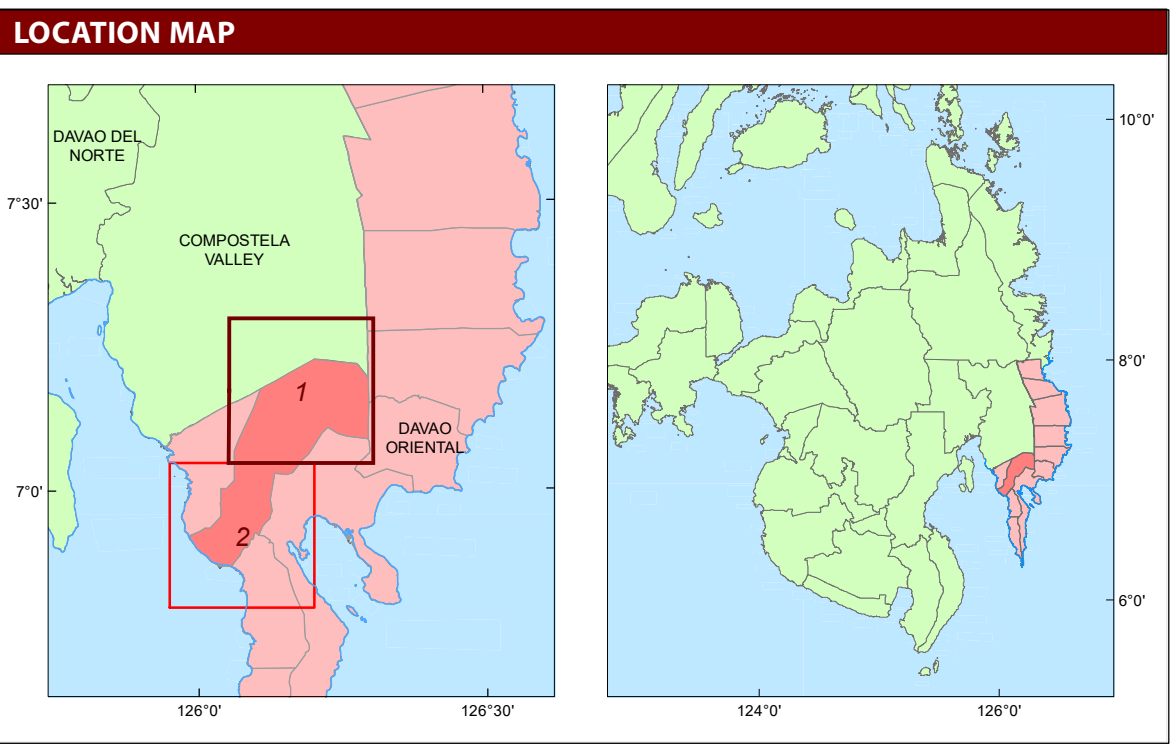 LOCATION MAP
DAVAO DEL
NORTE
COMPOSTELA
VALLEY
7°30'
1
DAVAO
ORIENTAL
7°0'
2
126°0'
126°30'
10°0'
8°0'
6°0'
124°0'
126°0'